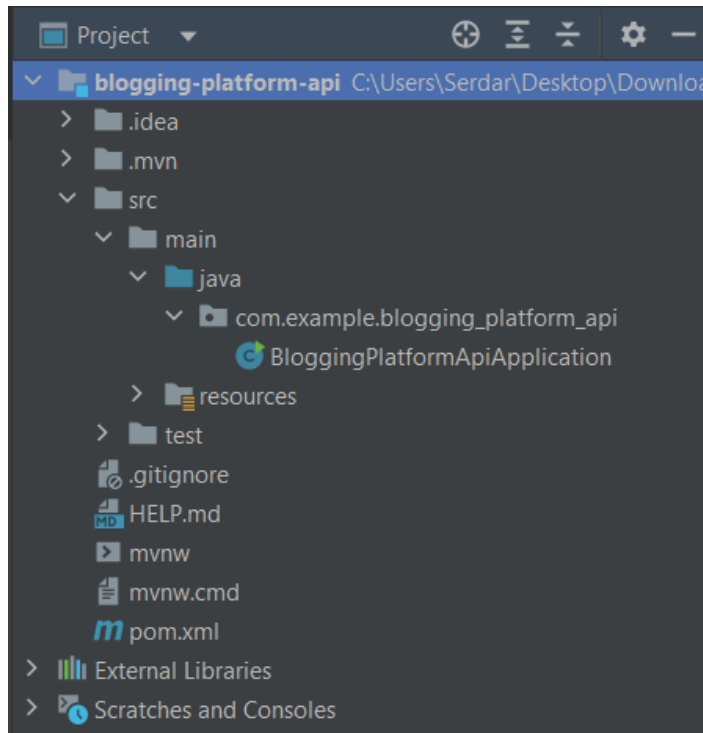 Project
blogging-platform-api C:\Users\Serdar\Desktop\Downloa
.idea
.mvn
src
main
java
com.example.blogging_platform_api
C BloggingPlatformApiApplication
resources
test
.gitignore
MD HELP.md
mvnw
mvnw.cmd
m pom.xml
External Libraries
Scratches and Consoles